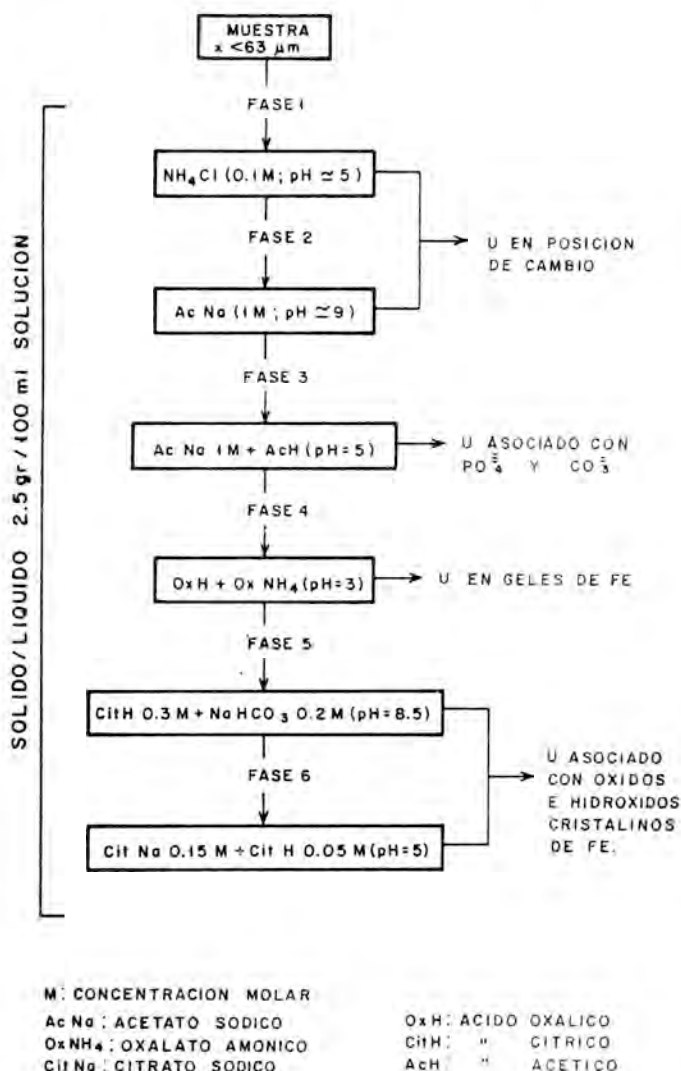 MUESTRA
x <63 µm
FASE 1
NH₄Cl (0.1M; pH ≃ 5)
FASE 2
U EN POSICION
DE CAMBIO
Ac Na (1M; pH ≃9)
FASE 3
Ac Na 1M + AcH (pH=5)
U ASOCIADO CON
PO₄≡ Y CO₃=
FASE 4
OxH + Ox NH₄ (pH=3)
U EN GELES DE FE
FASE 5
CitH 0.3 M + NaHCO₃ 0.2 M (pH=8.5)
FASE 6
U ASOCIADO
CON OXIDOS
E HIDROXIDOS
CRISTALINOS
DE FE.
Cit Na 0.15 M + Cit H 0.05 M (pH=5)
SOLIDO/LIQUIDO 2.5gr/100 ml SOLUCION
M: CONCENTRACION MOLAR
Ac Na: ACETATO SODICO
OxNH₄: OXALATO AMONICO
Cit Na: CITRATO SODICO
OxH: ACIDO OXALICO
CitH: " CITRICO
AcH: " ACETICO